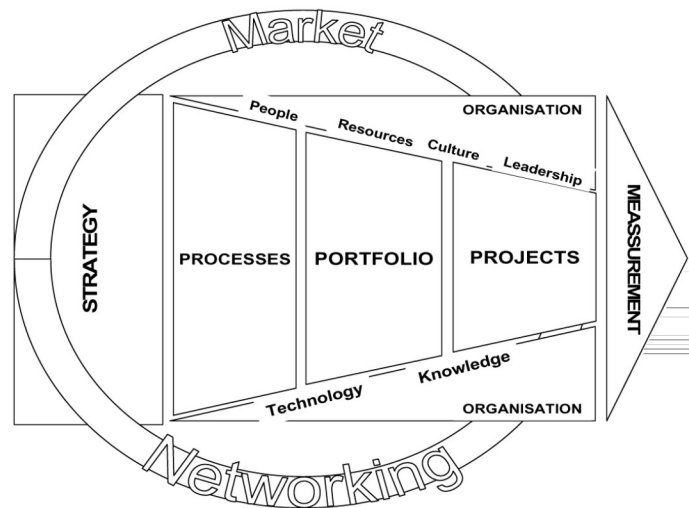 Market
ORGANISATION
People
Resources
Culture
Leadership
STRATEGY
PROCESSES
PORTFOLIO
PROJECTS
MEASSUREMENT
Technology
Knowledge
ORGANISATION
Networking